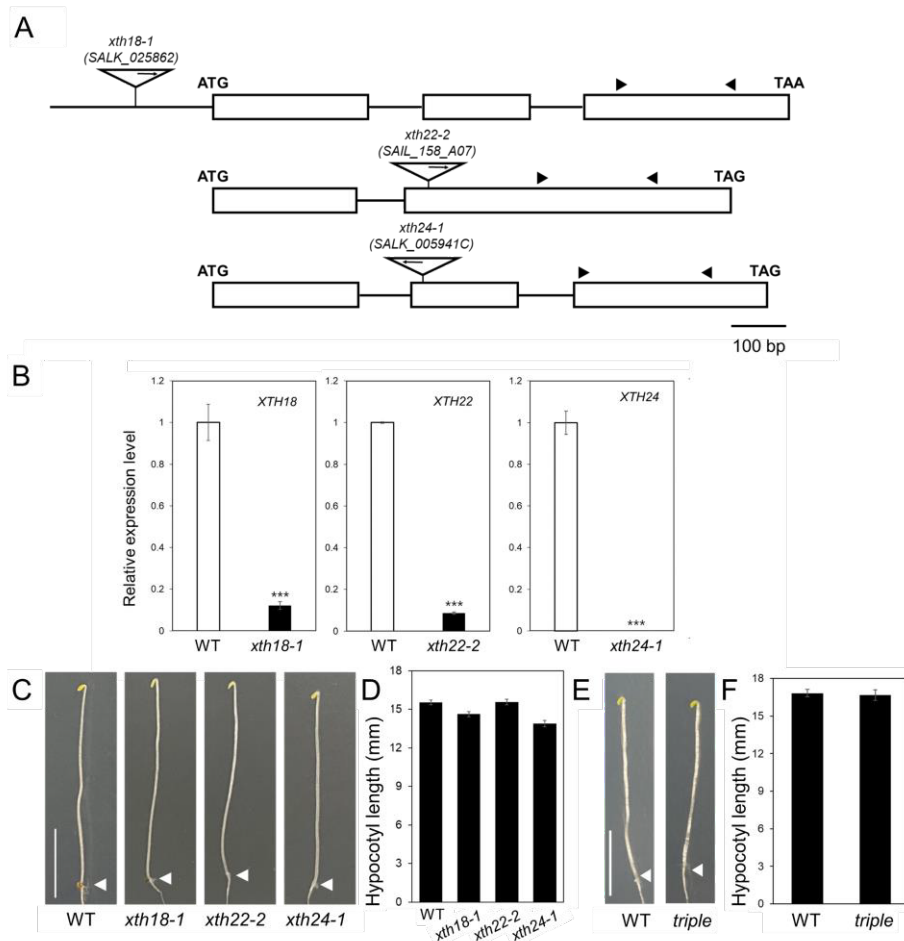 A
xth18-1
(SALK_025862)
ATG
TAA
xth22-2
(SAIL_158_A07)
ATG
TAG
xth24-1
(SALK_005941C)
ATG
TAG
100 bp
B
Relative expression level
1.2
1
0.8
0.6
0.4
0.2
0
XTH18
***
WT
xth18-1
1.2
1
0.8
0.6
0.4
0.2
0
XTH22
***
WT
xth22-2
1.2
1
0.8
0.6
0.4
0.2
0
XTH24
***
WT
xth24-1
C
WT
xth18-1
xth22-2
xth24-1
D
Hypocotyl length (mm)
18
15
12
9
6
3
0
WT
xth18-1
xth22-2
xth24-1
E
WT
triple
F
Hypocotyl length (mm)
18
15
12
9
6
3
0
WT
triple